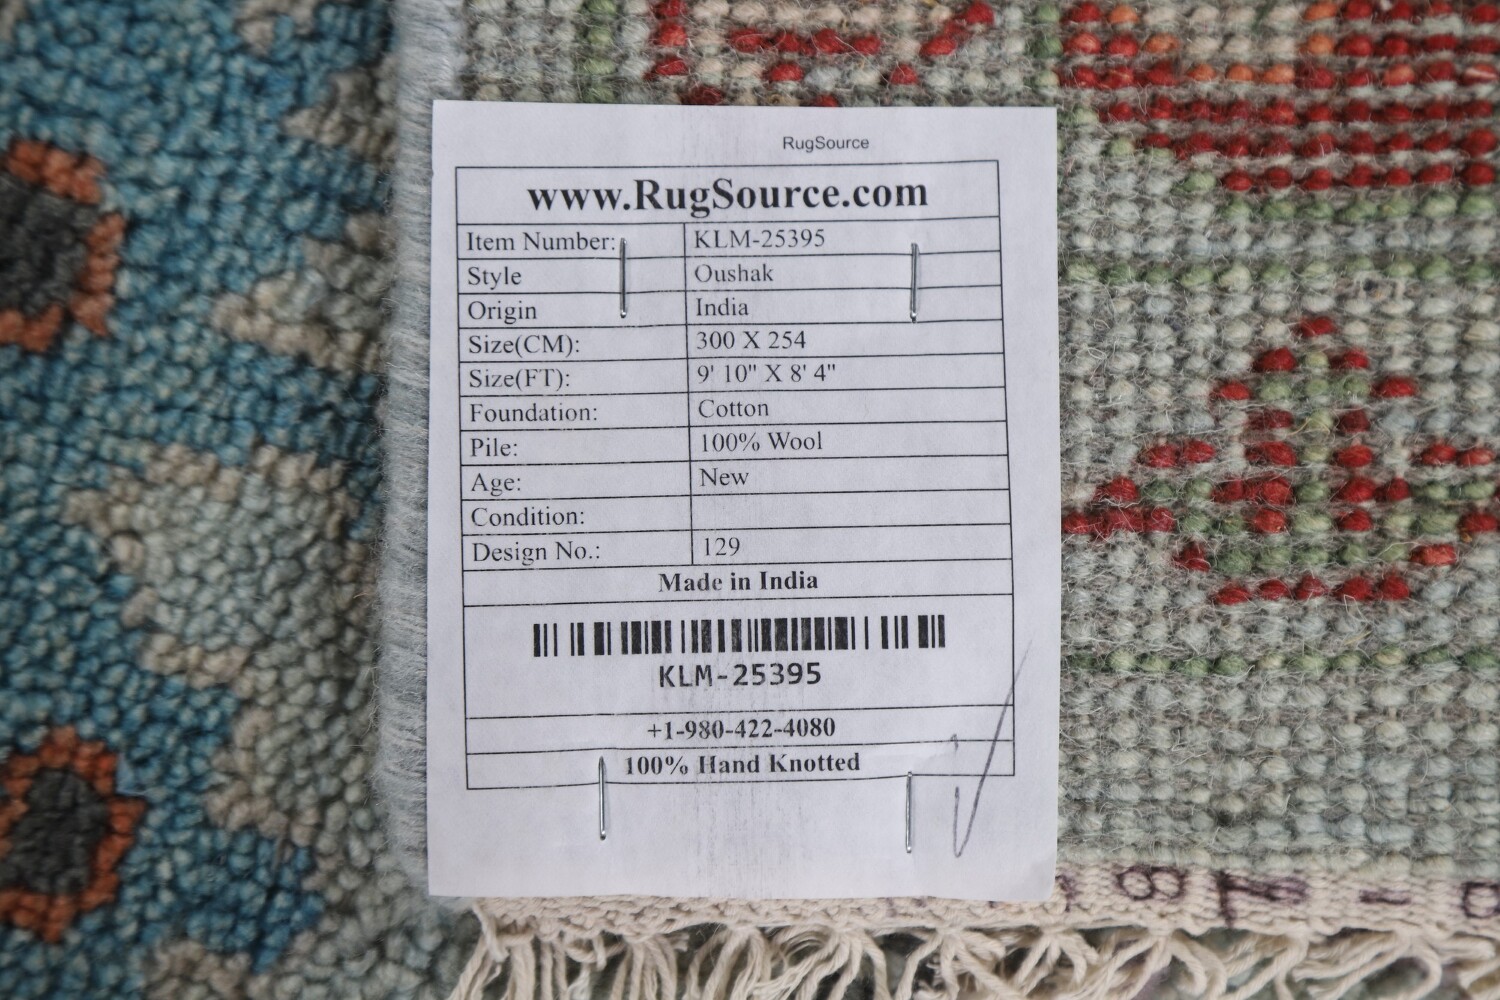 RugSource
www.RugSource.com
Item Number: KLM-25395
Style Oushak
Origin India
Size(CM): 300 X 254
Size(FT): 9' 10" X 8' 4"
Foundation: Cotton
Pile: 100% Wool
Age: New
Condition:
Design No.: 129
Made in India
KLM-25395
+1-980-422-4080
100% Hand Knotted